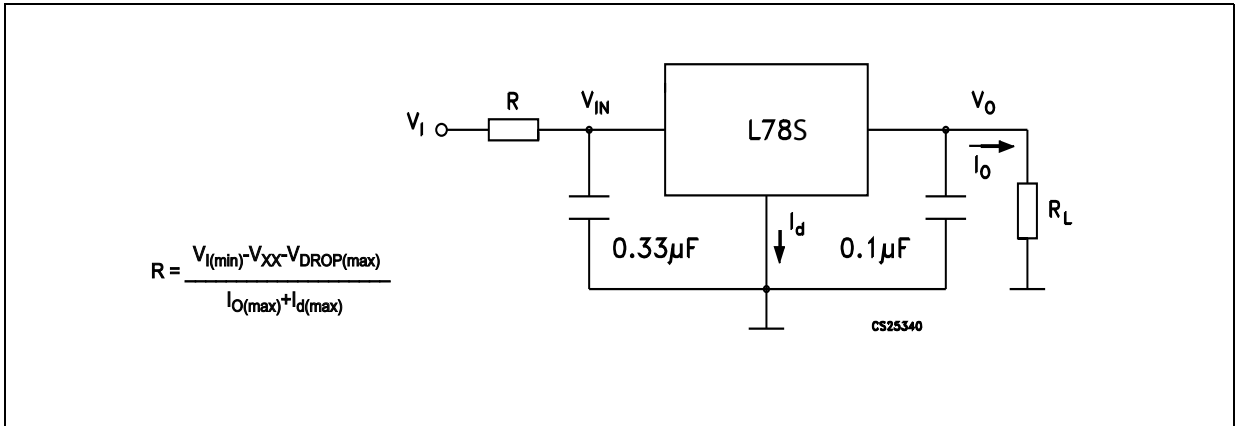 R
V_IN
V_O
V_I
L78S
I_O
R_L
I_d
0.33µF
0.1µF
R = V_I(min)-V_XX-V_DROP(max)
I_O(max)+I_d(max)
CS25340